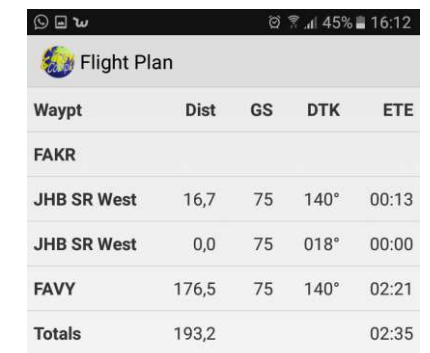 45% 16:12
Flight Plan
Waypt Dist GS DTK ETE
FAKR
JHB SR West 16,7 75 140° 00:13
JHB SR West 0,0 75 018° 00:00
FAVY 176,5 75 140° 02:21
Totals 193,2 02:35